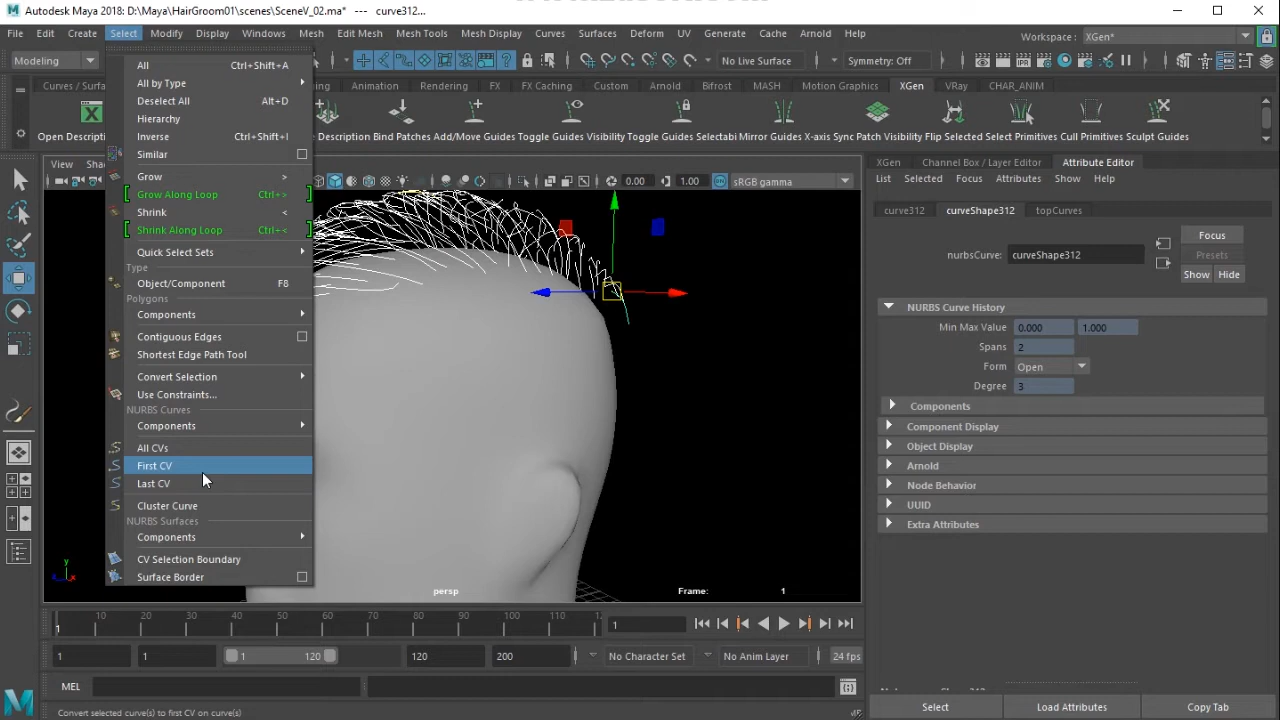 Autodesk Maya 2018: D:\Maya\HairGroom01\scenes\SceneV_02.ma* --- curve312...
File Edit Create Select Modify Display Windows Mesh Edit Mesh Mesh Tools Mesh Display Curves Surfaces Deform UV Generate Cache Arnold Help Workspace : XGen*
Modeling No Live Surface Symmetry: Off
Curves / Surfa Animation Rendering FX FX Caching Custom Arnold Bifrost MASH Motion Graphics XGen VRay CHAR_ANIM
Open Descripti Description Bind Patches Add/Move Guides Toggle Guides Visibility Toggle Guides Selectabi Mirror Guides X-axis Sync Patch Visibility Flip Selected Select Primitives Cull Primitives Sculpt Guides
All Ctrl+Shift+A
All by Type
Deselect All Alt+D
Hierarchy
Inverse Ctrl+Shift+I
Similar
Grow >
Grow Along Loop Ctrl+>
Shrink <
Shrink Along Loop Ctrl+<
Quick Select Sets
Type
Object/Component F8
Polygons
Components
Contiguous Edges
Shortest Edge Path Tool
Convert Selection
Use Constraints...
NURBS Curves
Components
All CVs
First CV
Last CV
Cluster Curve
NURBS Surfaces
Components
CV Selection Boundary
Surface Border
View Sha
0.00 1.00 sRGB gamma
y
z x
persp Frame: 1
XGen Channel Box / Layer Editor Attribute Editor
List Selected Focus Attributes Show Help
curve312 curveShape312 topCurves
nurbsCurve: curveShape312
Focus
Presets
Show Hide
NURBS Curve History
Min Max Value 0.000 1.000
Spans 2
Form Open
Degree 3
Components
Component Display
Object Display
Arnold
Node Behavior
UUID
Extra Attributes
Select Load Attributes Copy Tab
1 10 20 30 40 50 60 70 80 90 100 110 12 1
1 1 1 120 120 200 No Character Set No Anim Layer 24 fps
MEL
Convert selected curve(s) to first CV on curve(s)